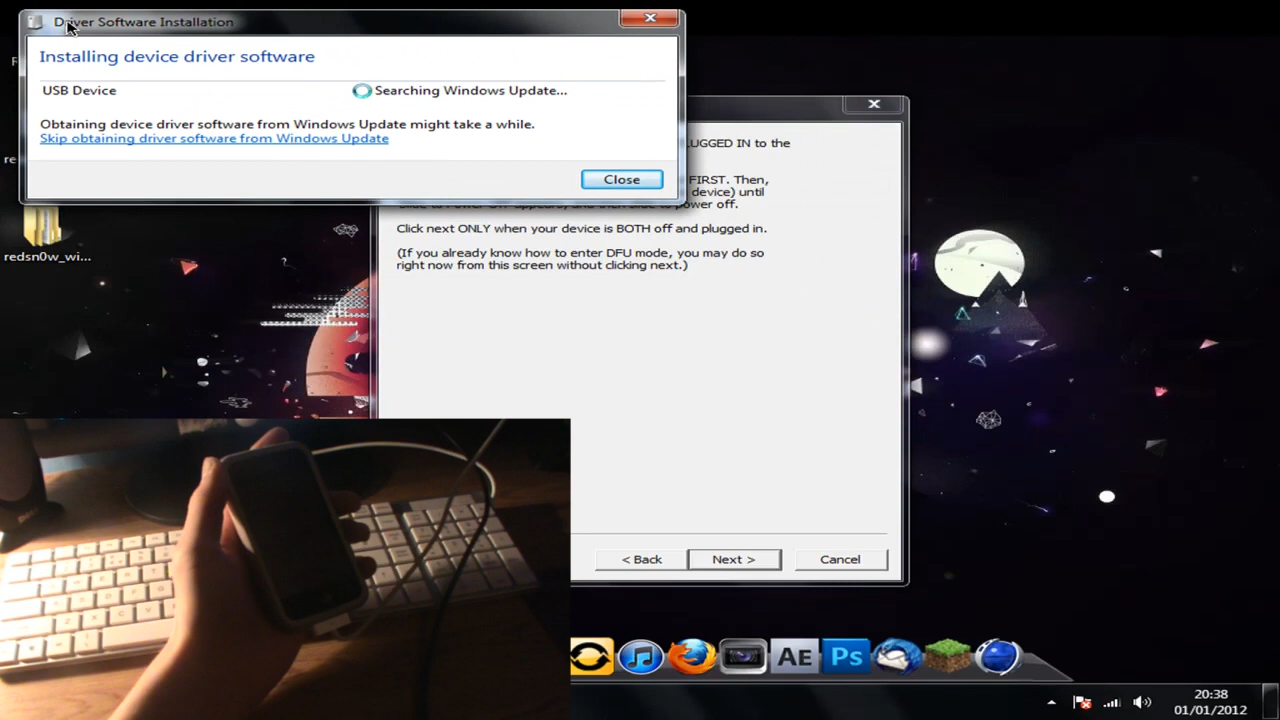 Driver Software Installation
Installing device driver software
USB Device
Searching Windows Update...
Obtaining device driver software from Windows Update might take a while.
Skip obtaining driver software from Windows Update
Close
LUGGED IN to the
FIRST. Then,
device) until
power off.
Click next ONLY when your device is BOTH off and plugged in.
(If you already know how to enter DFU mode, you may do so
right now from this screen without clicking next.)
redsn0w_wi...
< Back
Next >
Cancel
AE
Ps
20:38
01/01/2012